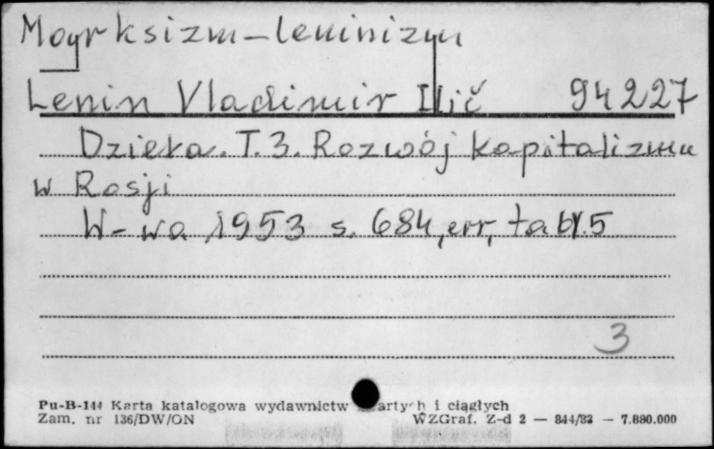 Marksizm-leninizm
Lenin Vladimir Ilič 94227
Dzieła. T.3. Rozwój kapitalizmu
w Rosji
W-wa 1953 s. 684, err, tabl. 5
3
Pu-B-144 Karta katalogowa wydawnictw i ciągłych
Zam. nr 136/DW/ON WZGraf. Z-d 2 — 844/82 — 7.880.000